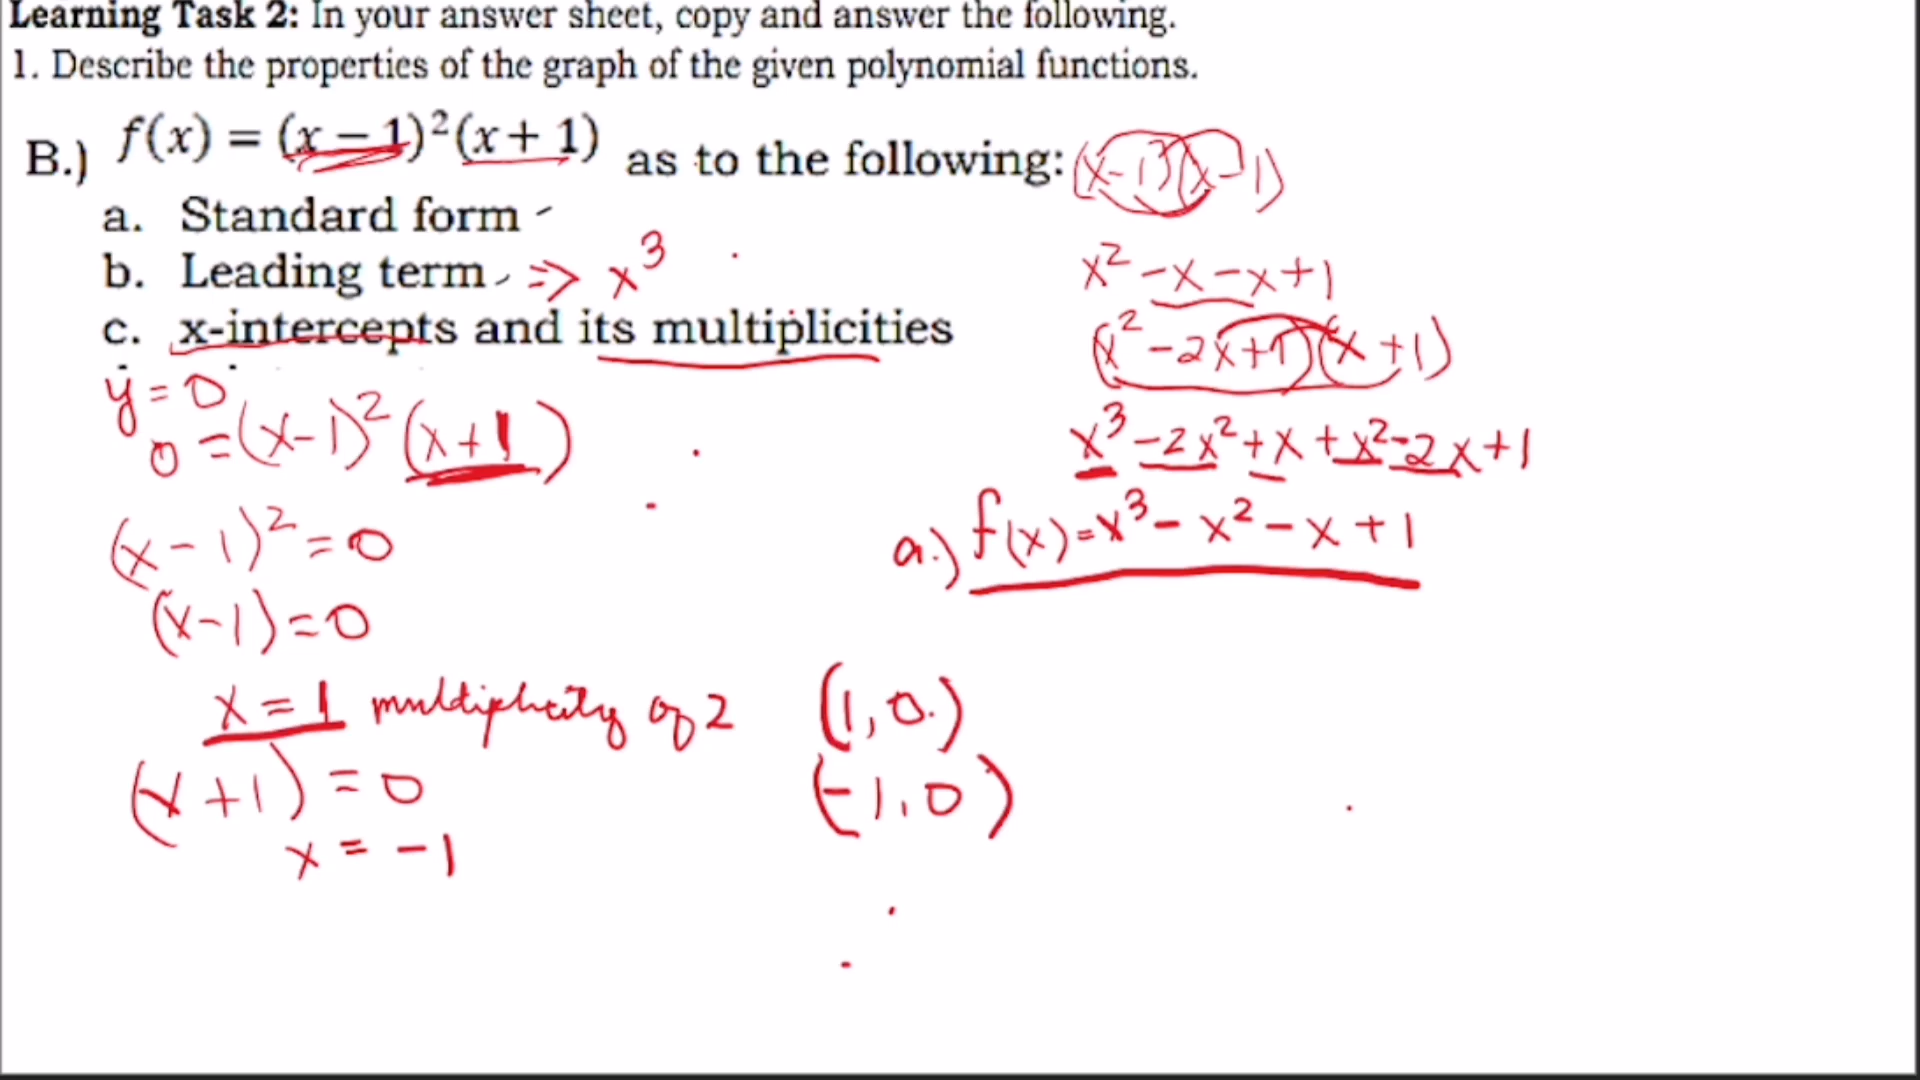 Learning Task 2: In your answer sheet, copy and answer the following.
1. Describe the properties of the graph of the given polynomial functions.
B.) f(x) = (x − 1)²(x + 1) as to the following:
a. Standard form -
b. Leading term - => x³
c. x-intercepts and its multiplicities
y = 0
0 = (x-1)² (x+1)
(x-1)² = 0
(x-1) = 0
x = 1 multiplicity of 2
(x+1) = 0
x = -1
(x-1)(x-1)
x² - x - x + 1
(x² - 2x + 1)(x + 1)
x³ - 2x² + x + x² - 2x + 1
a.) f(x) = x³ - x² - x + 1
(1, 0)
(-1, 0)